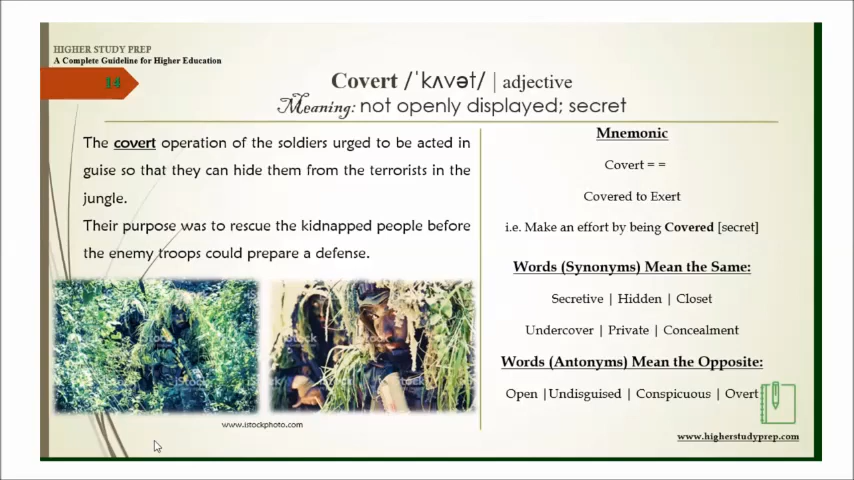 HIGHER STUDY PREP
A Complete Guideline for Higher Education
14
Covert /ˈkʌvət/ | adjective
Meaning: not openly displayed; secret
The covert operation of the soldiers urged to be acted in
guise so that they can hide them from the terrorists in the
jungle.
Their purpose was to rescue the kidnapped people before
the enemy troops could prepare a defense.
iStock
iStock
iStock
iStock
www.istockphoto.com
Mnemonic
Covert = =
Covered to Exert
i.e. Make an effort by being Covered [secret]
Words (Synonyms) Mean the Same:
Secretive | Hidden | Closet
Undercover | Private | Concealment
Words (Antonyms) Mean the Opposite:
Open |Undisguised | Conspicuous | Overt
www.higherstudyprep.com